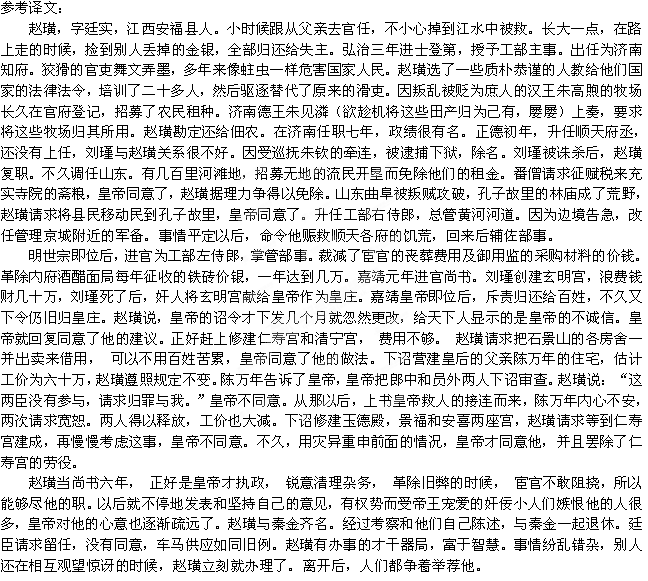 参考译文：
赵璜，字廷实，江西安福县人。小时候跟从父亲去官任，不小心掉到江水中被救。长大一点，在路
上走的时候，捡到别人丢掉的金银，全部归还给失主。弘治三年进士登第，授予工部主事。出任为济南
知府。狡猾的官吏舞文弄墨，多年来像蛀虫一样危害国家人民。赵璜选了一些质朴恭谨的人教给他们国
家的法律法令，培训了二十多人，然后驱逐替代了原来的滑吏。因叛乱被贬为庶人的汉王朱高煦的牧场
长久在官府登记，招募了农民租种。济南德王朱见潾（欲趁机将这些田产归为己有，屡屡）上奏，要求
将这些牧场归其所用。赵璜勘定还给佃农。在济南任职七年，政绩很有名。正德初年，升任顺天府丞，
还没有上任，刘瑾与赵璜关系很不好。因受巡抚朱钦的牵连，被逮捕下狱，除名。刘瑾被诛杀后，赵璜
复职。不久调任山东。有几百里河滩地，招募无地的流民开垦而免除他们的租金。番僧请求征赋税来充
实寺院的斋粮，皇帝同意了，赵璜据理力争得以免除。山东曲阜被叛贼攻破，孔子故里的林庙成了荒野，
赵璜请求将县民移动民到孔子故里，皇帝同意了。升任工部右侍郎，总管黄河河道。因为边境告急，改
任管理京城附近的军备。事情平定以后，命令他赈救顺天各府的饥荒，回来后辅佐部事。
明世宗即位后，进官为工部左侍郎，掌管部事。裁减了宦官的丧葬费用及御用监的采购材料的价钱。
革除内府酒醋面局每年征收的铁砖价银，一年达到几万。嘉靖元年进官尚书。刘瑾创建玄明宫，浪费钱
财几十万，刘瑾死了后，奸人将玄明宫献给皇帝作为皇庄。嘉靖皇帝即位后，斥责归还给百姓，不久又
下令仍旧归皇庄。赵璜说，皇帝的诏令才下发几个月就忽然更改，给天下人显示的是皇帝的不诚信。皇
帝就回复同意了他的建议。正好赶上修建仁寿宫和清宁宫， 费用不够。 赵璜请求把石景山的各房舍一
并出卖来借用， 可以不用百姓苦累，皇帝同意了他的做法。下诏营建皇后的父亲陈万年的住宅，估计
工价为六十万，赵璜遵照规定不变。陈万年告诉了皇帝，皇帝把郎中和员外两人下诏审查。赵璜说：“这
两臣没有参与，请求归罪与我。”皇帝不同意。从那以后，上书皇帝救人的接连而来，陈万年内心不安，
两次请求宽恕。两人得以释放，工价也大减。下诏修建玉德殿，景福和安喜两座宫，赵璜请求等到仁寿
宫建成，再慢慢考虑这事，皇帝不同意。不久，用灾异重申前面的情况，皇帝才同意他，并且罢除了仁
寿宫的劳役。
赵璜当尚书六年， 正好是皇帝才执政， 锐意清理杂务， 革除旧弊的时候， 宦官不敢阻挠，所以
能够尽他的职。以后就不停地发表和坚持自己的意见，有权势而受帝王宠爱的奸佞小人们嫉恨他的人很
多，皇帝对他的心意也逐渐疏远了。赵璜与秦金齐名。经过考察和他们自己陈述，与秦金一起退休。廷
臣请求留任，没有同意，车马供应如同旧例。赵璜有办事的才干器局，富于智慧。事情纷乱错杂，别人
还在相互观望惊讶的时候，赵璜立刻就办理了。离开后，人们都争着举荐他。